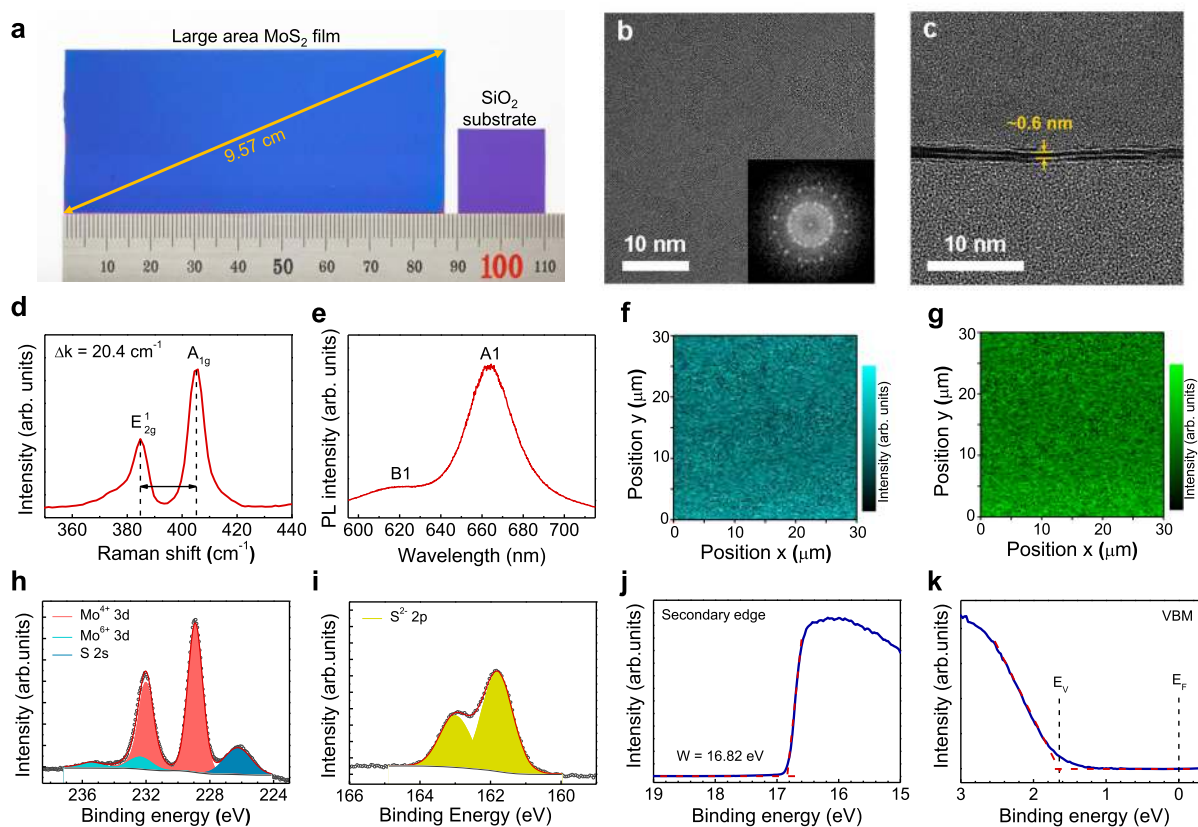 a
Large area MoS2 film
SiO2
substrate
9.57 cm
10 20 30 40 50 60 70 80 90 100 110
b
10 nm
c
~0.6 nm
10 nm
d
Δk = 20.4 cm-1
A1g
E12g
Intensity (arb. units)
360 380 400 420 440
Raman shift (cm-1)
e
A1
B1
PL intensity (arb. units)
600 620 640 660 680 700
Wavelength (nm)
f
30
20
10
0
Position y (μm)
0 10 20 30
Position x (μm)
Intensity (arb. units)
g
30
20
10
0
Position y (μm)
0 10 20 30
Position x (μm)
Intensity (arb. units)
h
Mo4+ 3d
Mo6+ 3d
S 2s
Intensity (arb.units)
236 232 228 224
Binding energy (eV)
i
S2- 2p
Intensity (arb.units)
166 164 162 160
Binding Energy (eV)
j
Secondary edge
W = 16.82 eV
Intensity (arb.units)
19 18 17 16 15
Binding energy (eV)
k
VBM
EV
EF
Intensity (arb.units)
3 2 1 0
Binding energy (eV)